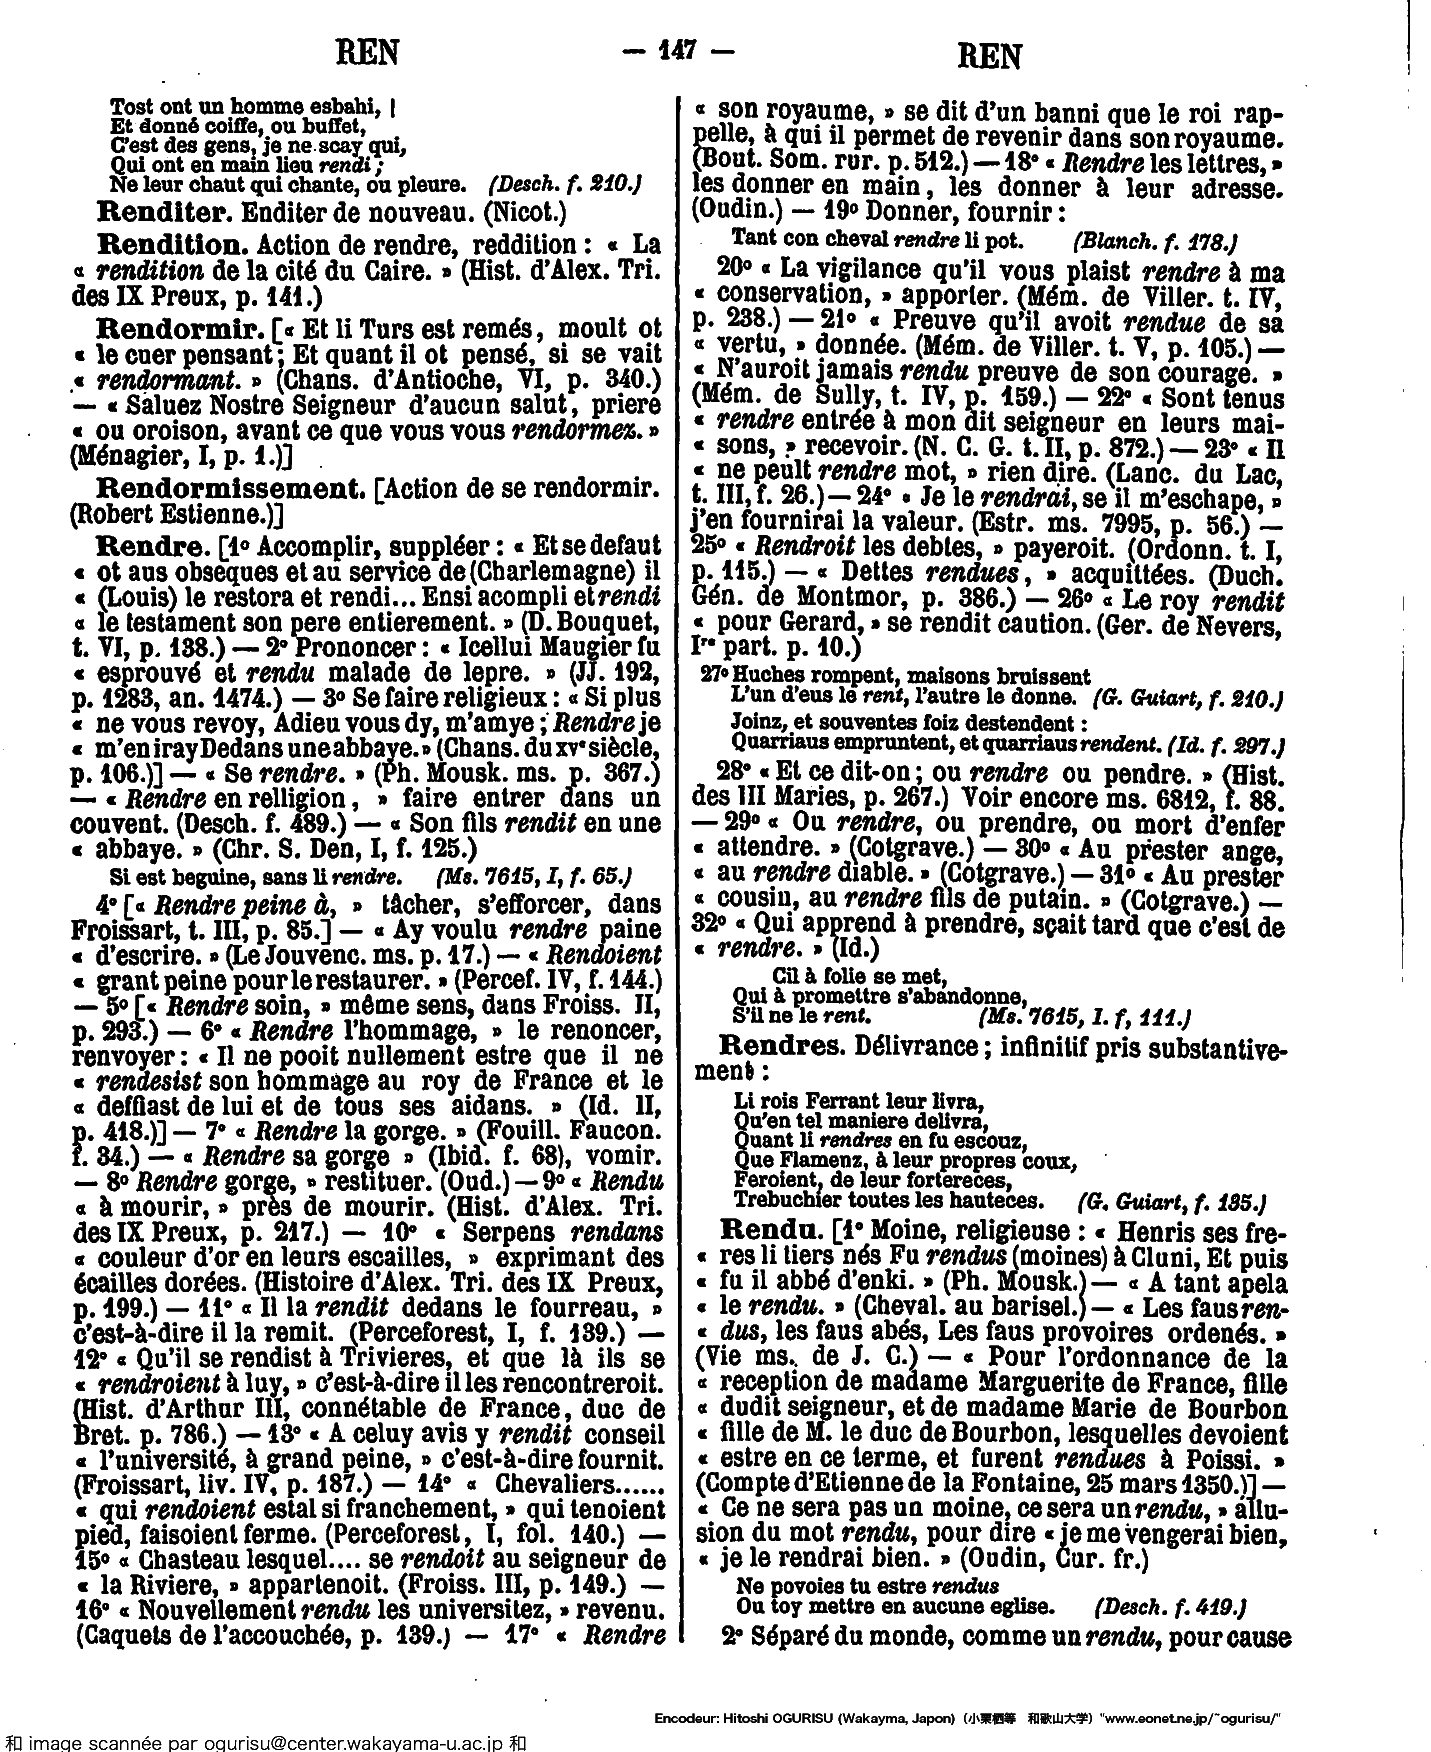 REN
— 147 —
REN
Tost ont un homme esbahi,
Et donné coiffe, ou buffet,
C'est des gens, je ne scay qui,
Qui ont en main lieu rendi ;
Ne leur chaut qui chante, ou pleure. (Desch. f. 210.)
Renditer. Enditer de nouveau. (Nicot.)
Rendition. Action de rendre, reddition : « La
« rendition de la cité du Caire. » (Hist. d'Alex. Tri.
des IX Preux, p. 141.)
Rendormir. [« Et li Turs est remés, moult ot
« le cuer pensant ; Et quant il ot pensé, si se vait
« rendormant. » (Chans. d'Antioche, VI, p. 340.)
— « Saluez Nostre Seigneur d'aucun salut, priere
« ou oroison, avant ce que vous vous rendormez. »
(Ménagier, I, p. 1.)]
Rendormissement. [Action de se rendormir.
(Robert Estienne.)]
Rendre. [1º Accomplir, suppléer : « Et se defaut
« ot aus obseques et au service de (Charlemagne) il
« (Louis) le restora et rendi... Ensi acompli et rendi
« le testament son pere entierement. » (D. Bouquet,
t. VI, p. 138.) — 2º Prononcer : « Icellui Maugier fu
« esprouvé et rendu malade de lepre. » (JJ. 192,
p. 1283, an. 1474.) — 3º Se faire religieux : « Si plus
« ne vous revoy, Adieu vous dy, m'amye ; Rendre je
« m'en iray Dedans une abbaye. » (Chans. du xvᵉ siècle,
p. 106.)] — « Se rendre. » (Ph. Mousk. ms. p. 367.)
— « Rendre en relligion, » faire entrer dans un
couvent. (Desch. f. 489.) — « Son fils rendit en une
« abbaye. » (Chr. S. Den, I, f. 125.)
Si est beguine, sans li rendre. (Ms. 7615, I, f. 65.)
4º [« Rendre peine à, » tâcher, s'efforcer, dans
Froissart, t. III, p. 85.] — « Ay voulu rendre paine
« d'escrire. » (Le Jouvenc. ms. p. 17.) — « Rendoient
« grant peine pour le restaurer. » (Percef. IV, f. 144.)
— 5º [« Rendre soin, » même sens, dans Froiss. II,
p. 293.) — 6º « Rendre l'hommage, » le renoncer,
renvoyer : « Il ne pooit nullement estre que il ne
« rendesist son hommage au roy de France et le
« deffiast de lui et de tous ses aidans. » (Id. II,
p. 418.)] — 7º « Rendre la gorge. » (Fouill. Faucon.
f. 34.) — « Rendre sa gorge » (Ibid. f. 68), vomir.
— 8º Rendre gorge, » restituer. (Oud.) — 9º « Rendu
« à mourir, » près de mourir. (Hist. d'Alex. Tri.
des IX Preux, p. 217.) — 10º « Serpens rendans
« couleur d'or en leurs escailles, » exprimant des
écailles dorées. (Histoire d'Alex. Tri. des IX Preux,
p. 199.) — 11º « Il la rendit dedans le fourreau, »
c'est-à-dire il la remit. (Perceforest, I, f. 139.) —
12º « Qu'il se rendist à Trivieres, et que là ils se
« rendroient à luy, » c'est-à-dire il les rencontreroit.
(Hist. d'Arthur III, connétable de France, duc de
Bret. p. 786.) — 13º « A celuy avis y rendit conseil
« l'université, à grand peine, » c'est-à-dire fournit.
(Froissart, liv. IV, p. 187.) — 14º « Chevaliers......
« qui rendoient estal si franchement, » qui tenoient
pied, faisoient ferme. (Perceforest, I, fol. 140.) —
15º « Chasteau lesquel.... se rendoit au seigneur de
« la Riviere, » appartenoit. (Froiss. III, p. 149.) —
16º « Nouvellement rendu les universitez, » revenu.
(Caquets de l'accouchée, p. 139.) — 17º « Rendre
« son royaume, » se dit d'un banni que le roi rap-
pelle, à qui il permet de revenir dans son royaume.
(Bout. Som. rur. p. 512.) — 18º « Rendre les lettres, »
les donner en main, les donner à leur adresse.
(Oudin.) — 19º Donner, fournir :
Tant con cheval rendre li pot. (Blanch. f. 178.)
20º « La vigilance qu'il vous plaist rendre à ma
« conservation, » apporter. (Mém. de Viller. t. IV,
p. 238.) — 21º « Preuve qu'il avoit rendue de sa
« vertu, » donnée. (Mém. de Viller. t. V, p. 105.) —
« N'auroit jamais rendu preuve de son courage. »
(Mém. de Sully, t. IV, p. 159.) — 22º « Sont tenus
« rendre entrée à mon dit seigneur en leurs mai-
« sons, » recevoir. (N. C. G. t. II, p. 872.) — 23º « Il
« ne peult rendre mot, » rien dire. (Lanc. du Lac,
t. III, f. 26.) — 24º « Je le rendrai, se il m'eschape, »
j'en fournirai la valeur. (Estr. ms. 7995, p. 56.) —
25º « Rendroit les debtes, » payeroit. (Ordonn. t. I,
p. 115.) — « Dettes rendues, » acquittées. (Duch.
Gén. de Montmor, p. 386.) — 26º « Le roy rendit
« pour Gerard, » se rendit caution. (Ger. de Nevers,
Iʳᵉ part. p. 10.)
27º Huches rompent, maisons bruissent
L'un d'eus le rent, l'autre le donne. (G. Guiart, f. 210.)
Joinz, et souventes foiz destendent :
Quarriaus empruntent, et quarriaus rendent. (Id. f. 297.)
28º « Et ce dit-on ; ou rendre ou pendre. » (Hist.
des III Maries, p. 267.) Voir encore ms. 6812, f. 88.
— 29º « Ou rendre, ou prendre, ou mort d'enfer
« attendre. » (Cotgrave.) — 30º « Au prester ange,
« au rendre diable. » (Cotgrave.) — 31º « Au prester
« cousin, au rendre fils de putain. » (Cotgrave.) —
32º « Qui apprend à prendre, sçait tard que c'est de
« rendre. » (Id.)
Cil à folie se met,
Qui à promettre s'abandonne,
S'il ne le rent. (Ms. 7615, I. f, 111.)
Rendres. Délivrance ; infinitif pris substantive-
ment :
Li rois Ferrant leur livra,
Qu'en tel maniere delivra,
Quant li rendres en fu escouz,
Que Flamenz, à leur propres coux,
Feroient, de leur fortereces,
Trebuchier toutes les hauteces. (G. Guiart, f. 135.)
Rendu. [1º Moine, religieuse : « Henris ses fre-
« res li tiers nés Fu rendus (moines) à Cluni, Et puis
« fu il abbé d'enki. » (Ph. Mousk.) — « A tant apela
« le rendu. » (Cheval. au barisel.) — « Les faus ren-
« dus, les faus abés, Les faus provoires ordenés. »
(Vie ms. de J. C.) — « Pour l'ordonnance de la
« reception de madame Marguerite de France, fille
« dudit seigneur, et de madame Marie de Bourbon
« fille de M. le duc de Bourbon, lesquelles devoient
« estre en ce terme, et furent rendues à Poissi. »
(Compte d'Etienne de la Fontaine, 25 mars 1350.)] —
« Ce ne sera pas un moine, ce sera un rendu, » allu-
sion du mot rendu, pour dire « je me vengerai bien,
« je le rendrai bien. » (Oudin, Cur. fr.)
Ne povoies tu estre rendus
Ou toy mettre en aucune eglise. (Desch. f. 419.)
2º Séparé du monde, comme un rendu, pour cause
Encodeur: Hitoshi OGURISU (Wakayma, Japon) (小栗栖等 和歌山大学) "www.eonet.ne.jp/~ogurisu/"
和 image scannée par ogurisu@center.wakayama-u.ac.jp 和